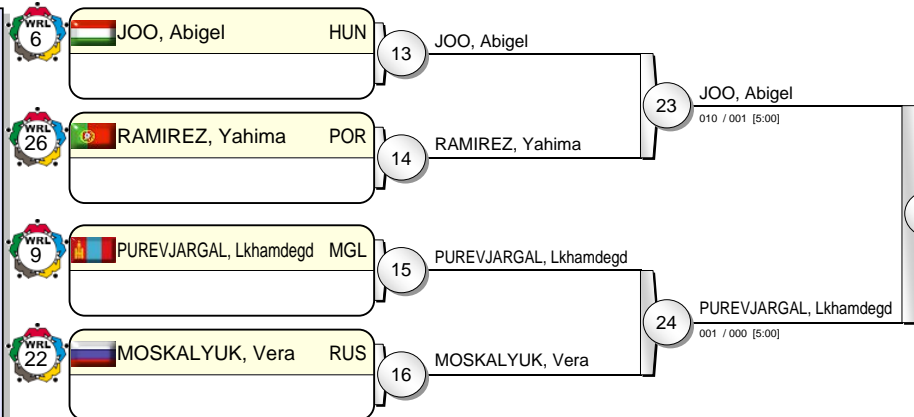 WRL
6
JOO, Abigel HUN
13
JOO, Abigel
23
JOO, Abigel
010 / 001 [5:00]
WRL
26
RAMIREZ, Yahima POR
14
RAMIREZ, Yahima
WRL
9
PUREVJARGAL, Lkhamdegd MGL
15
PUREVJARGAL, Lkhamdegd
24
PUREVJARGAL, Lkhamdegd
001 / 000 [5:00]
WRL
22
MOSKALYUK, Vera RUS
16
MOSKALYUK, Vera